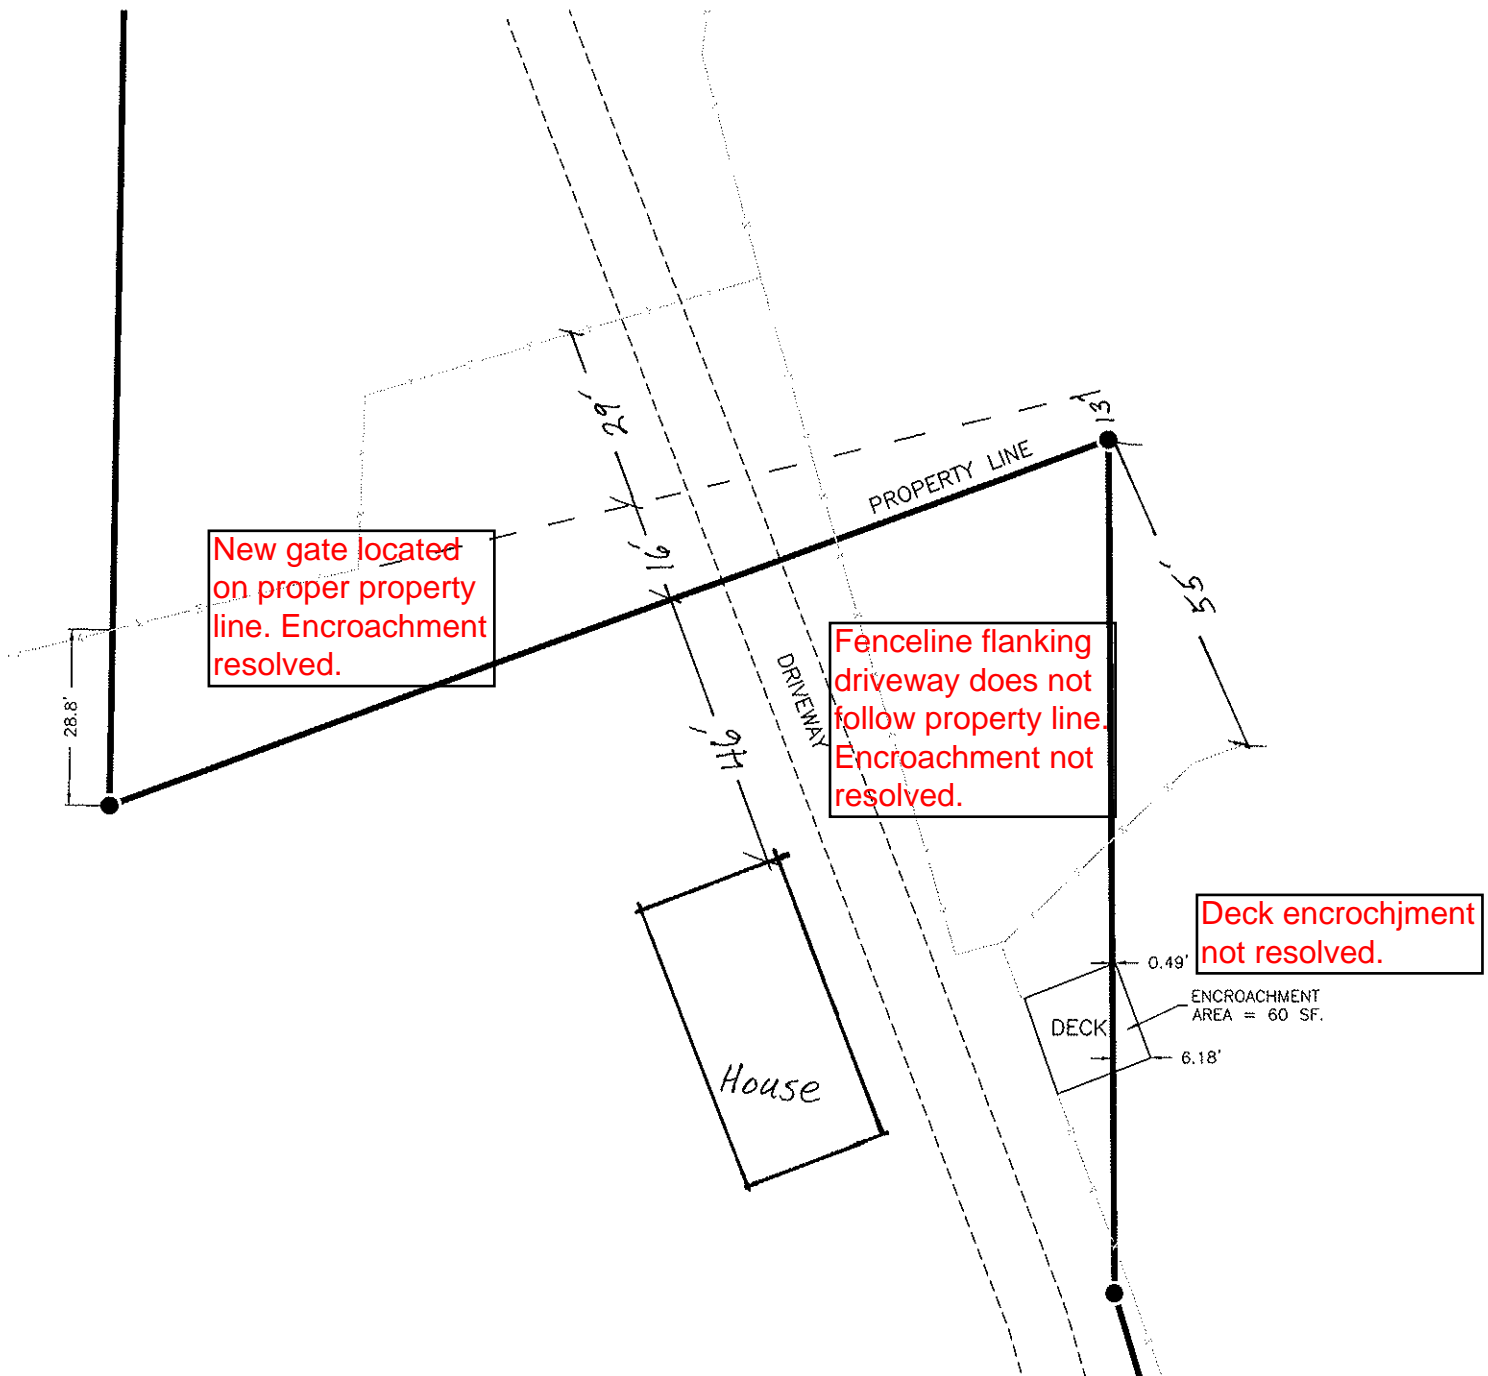 29'
13'
PROPERTY LINE
New gate located
on proper property
line. Encroachment
resolved.
16'
55'
Fenceline flanking
driveway does not
follow property line.
Encroachment not
resolved.
DRIVEWAY
28.8'
46'
Deck encrochjment
not resolved.
0.49'
ENCROACHMENT
AREA = 60 SF.
DECK
6.18'
House